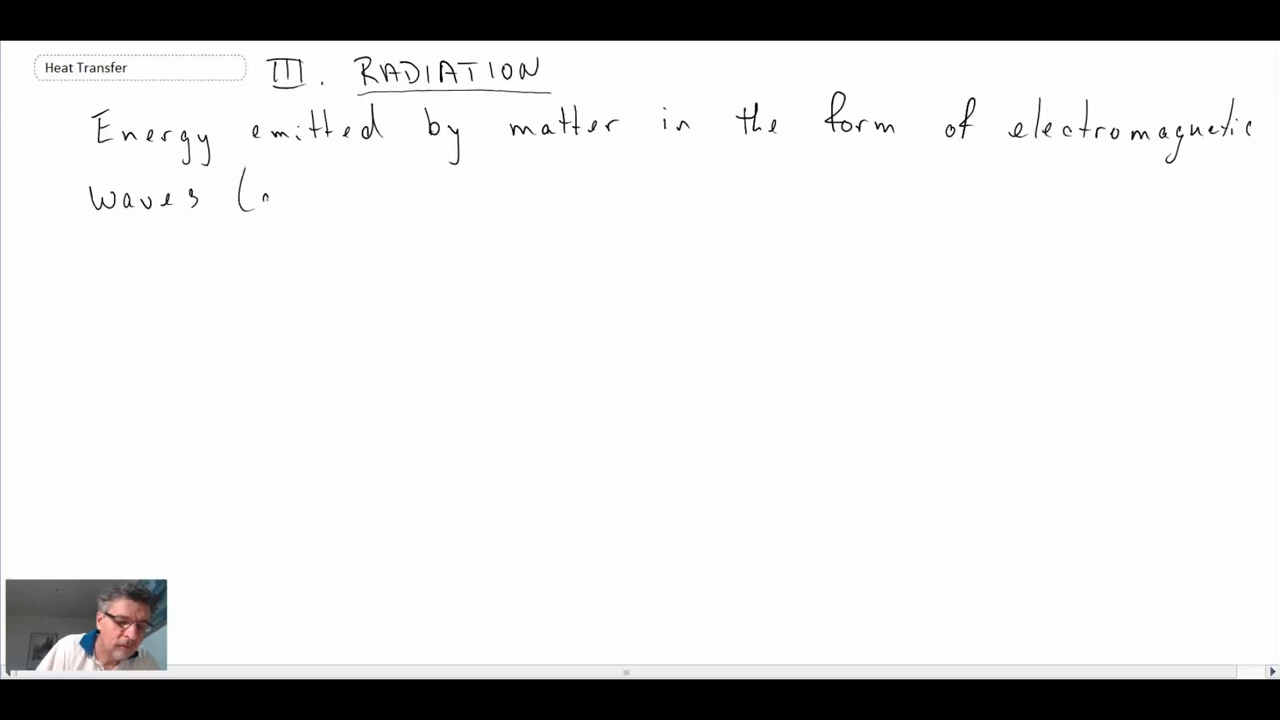 Heat Transfer
III. RADIATION
Energy emitted by matter in the form of electromagnetic
waves (